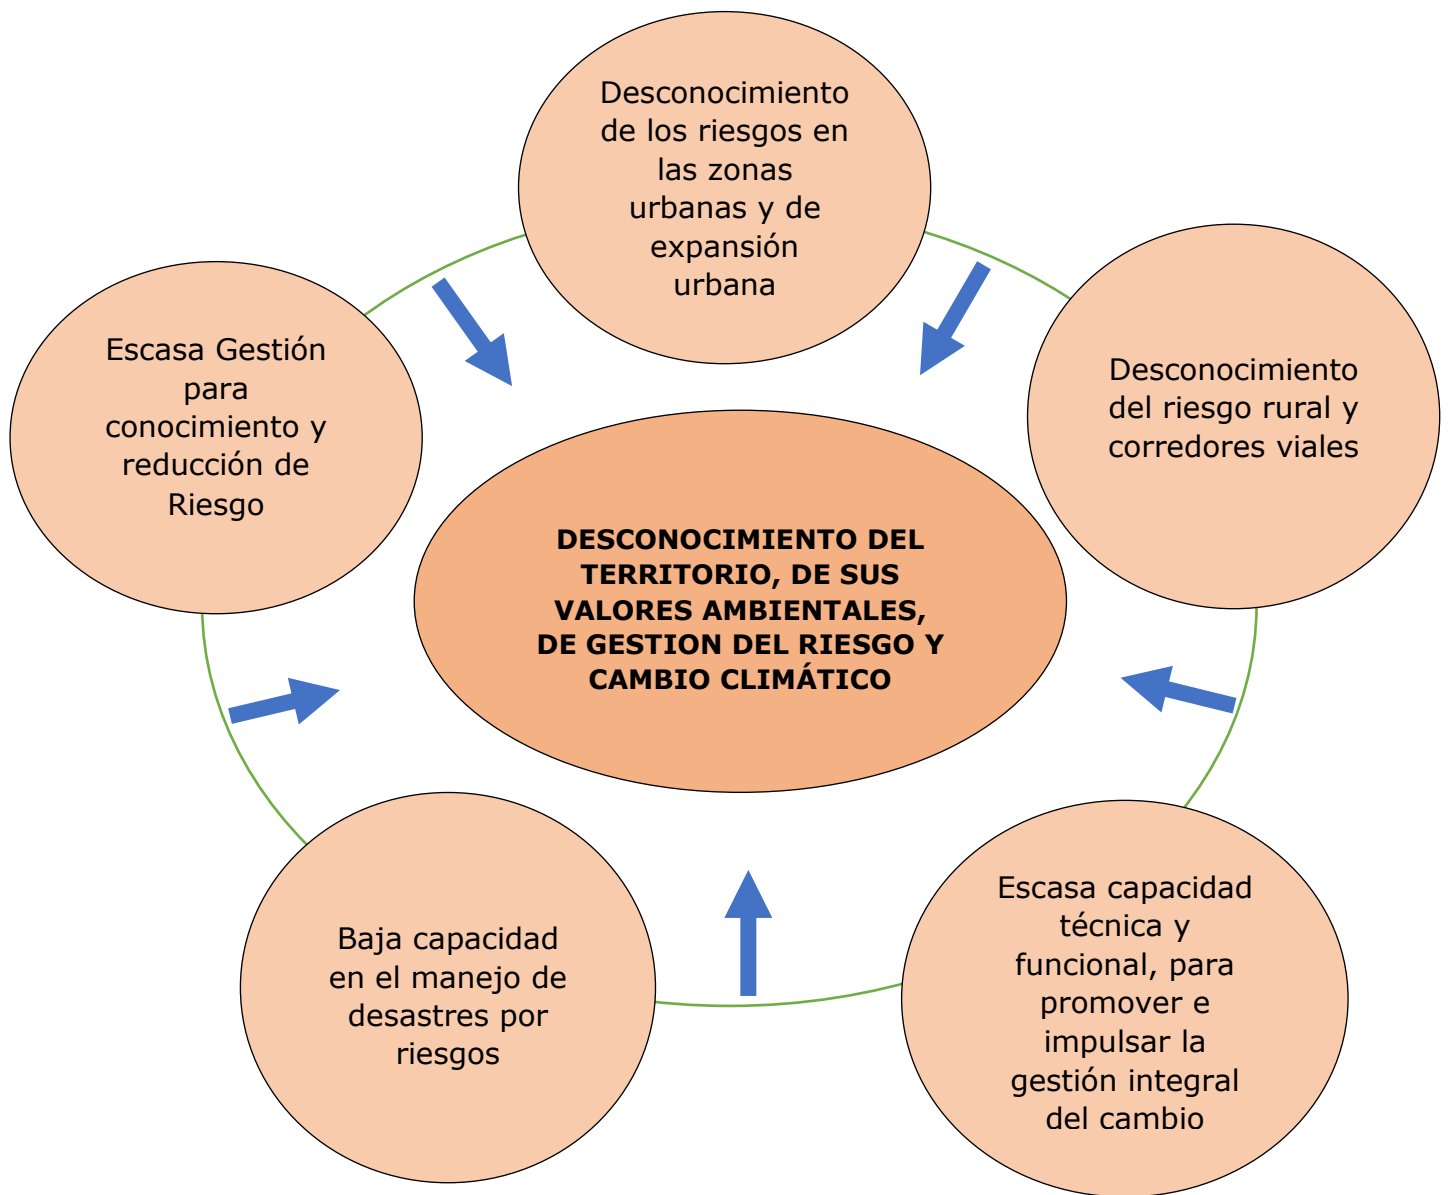 Desconocimiento
de los riesgos en
las zonas
urbanas y de
expansión
urbana
Escasa Gestión
para
conocimiento y
reducción de
Riesgo
Desconocimiento
del riesgo rural y
corredores viales
DESCONOCIMIENTO DEL
TERRITORIO, DE SUS
VALORES AMBIENTALES,
DE GESTION DEL RIESGO Y
CAMBIO CLIMÁTICO
Baja capacidad
en el manejo de
desastres por
riesgos
Escasa capacidad
técnica y
funcional, para
promover e
impulsar la
gestión integral
del cambio